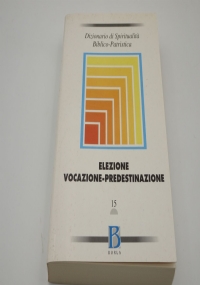 Dizionario di Spiritualità
Biblico-Patristica
ELEZIONE
VOCAZIONE-PREDESTINAZIONE
15
B
BORLA